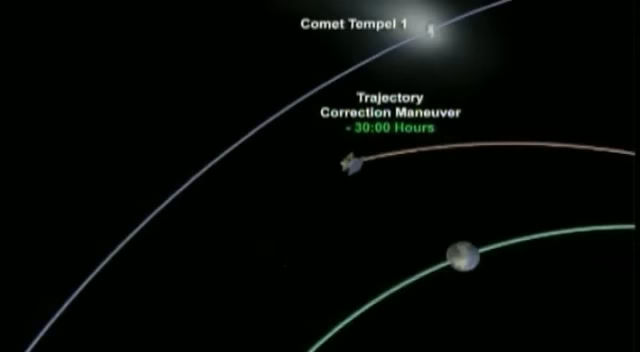 Comet Tempel 1
Trajectory
Correction Maneuver
- 30:00 Hours